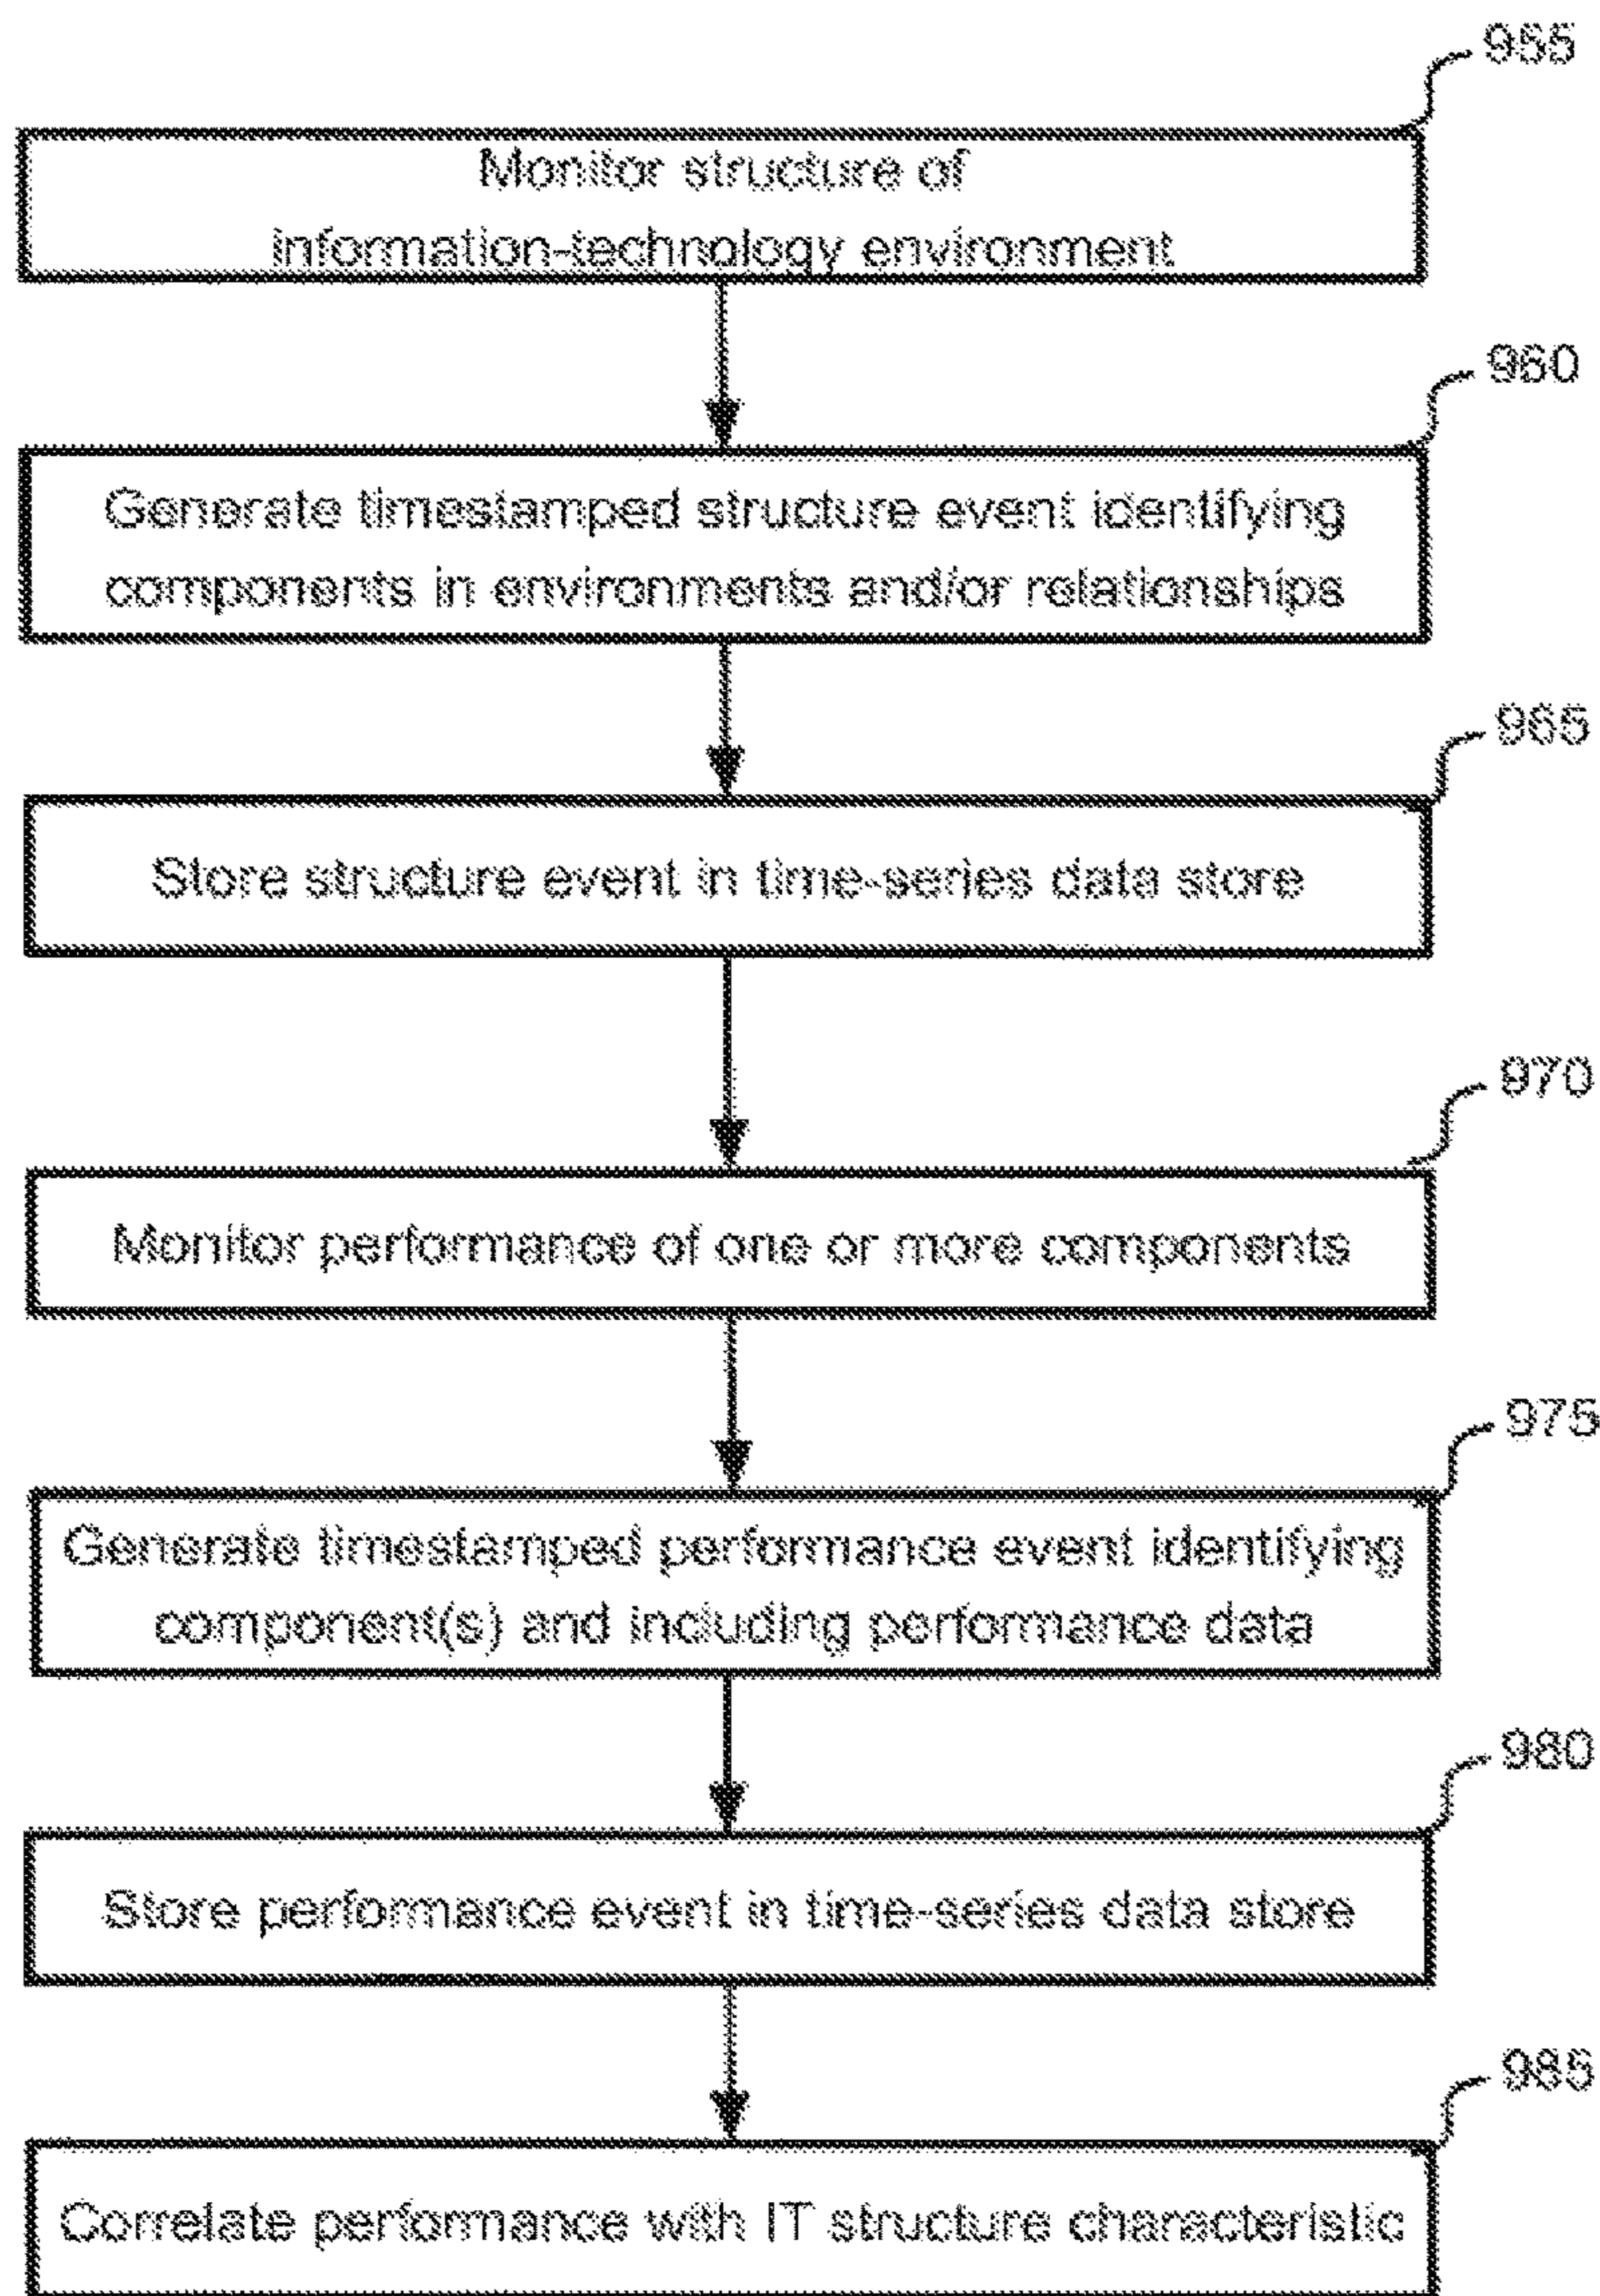 955
Monitor structure of
information-technology environment
960
Generate timestamped structure event identifying
components in environments and/or relationships
965
Store structure event in time-series data store
970
Monitor performance of one or more components
975
Generate timestamped performance event identifying
component(s) and including performance data
980
Store performance event in time-series data store
985
Correlate performance with IT structure characteristic